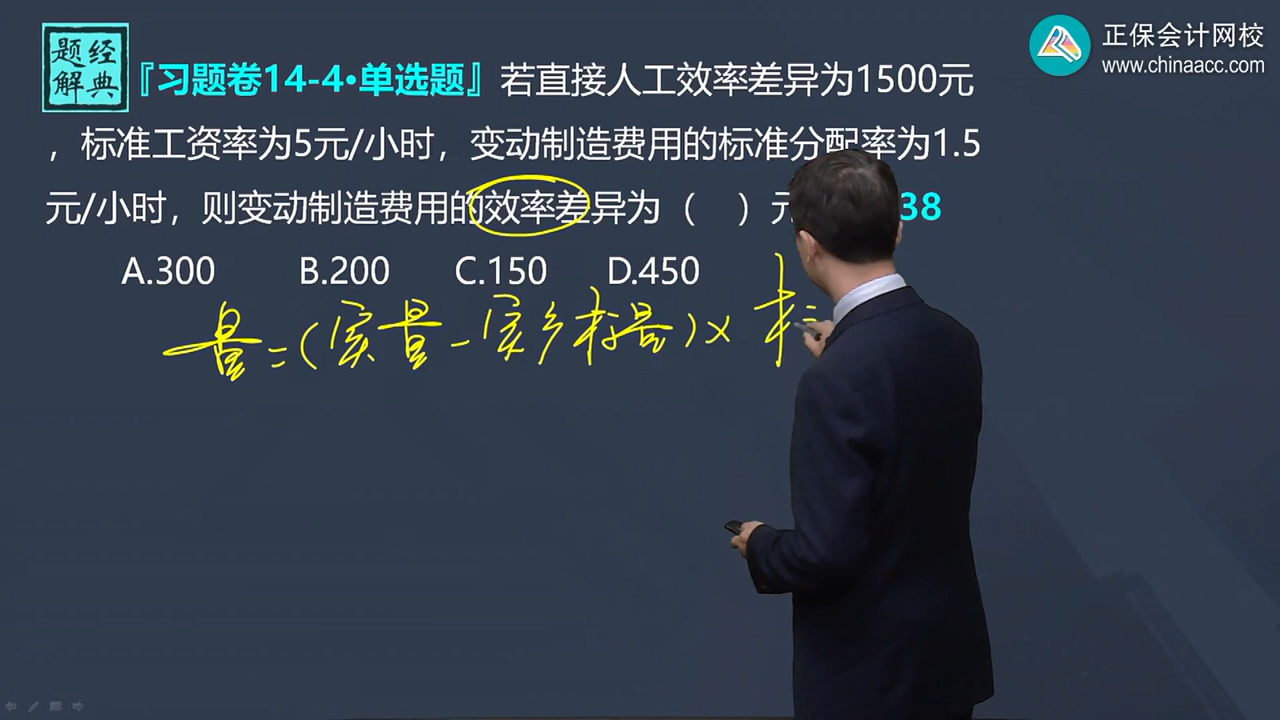 正保会计网校
www.chinaacc.com
经典题解
『习题卷14-4•单选题』若直接人工效率差异为1500元
，标准工资率为5元/小时，变动制造费用的标准分配率为1.5
元/小时，则变动制造费用的效率差异为（ ）元 38
A.300 B.200 C.150 D.450
量=(实量-实际标量)× 标